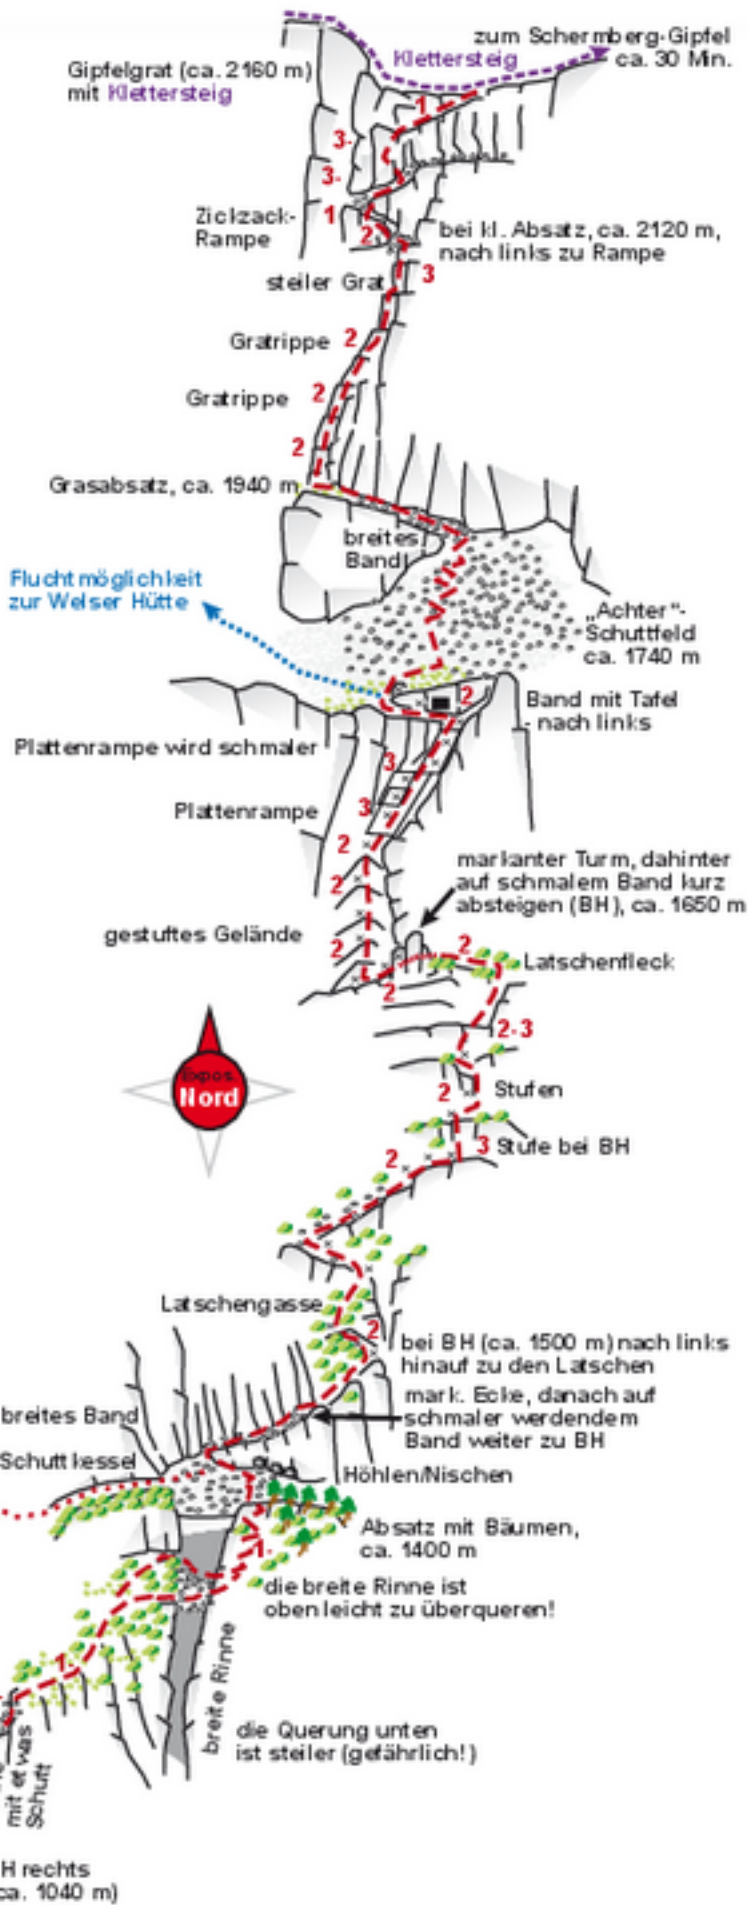 zum Schermberg-Gipfel
ca. 30 Min.
Klettersteig
Gipfelgrat (ca. 2160 m)
mit Klettersteig
1
3-
3-
1
2
Zickzack-
Rampe
bei kl. Absatz, ca. 2120 m,
nach links zu Rampe
steiler Grat
3
Gratrippe 2
Gratrippe 2
2
Grasabsatz, ca. 1940 m
breites
Band
Fluchtmöglichkeit
zur Welser Hütte
„Achter“-
Schuttfeld
ca. 1740 m
2
Band mit Tafel
- nach links
Plattenrampe wird schmaler
3
Plattenrampe
3
2
2
markanter Turm, dahinter
auf schmalem Band kurz
absteigen (BH), ca. 1650 m
gestuftes Gelände
2
2
Latschenfleck
2
2-3
Expos.
Nord
2
Stufen
3 Stufe bei BH
2
Latschengasse
2
bei BH (ca. 1500 m) nach links
hinauf zu den Latschen
mark. Ecke, danach auf
schmaler werdendem
Band weiter zu BH
breites Band
Schuttkessel
Höhlen/Nischen
Absatz mit Bäumen,
ca. 1400 m
1-
die breite Rinne ist
oben leicht zu überqueren!
1-
breite Rinne
die Querung unten
ist steiler (gefährlich!)
mit etwas
Schutt
H rechts
ca. 1040 m)